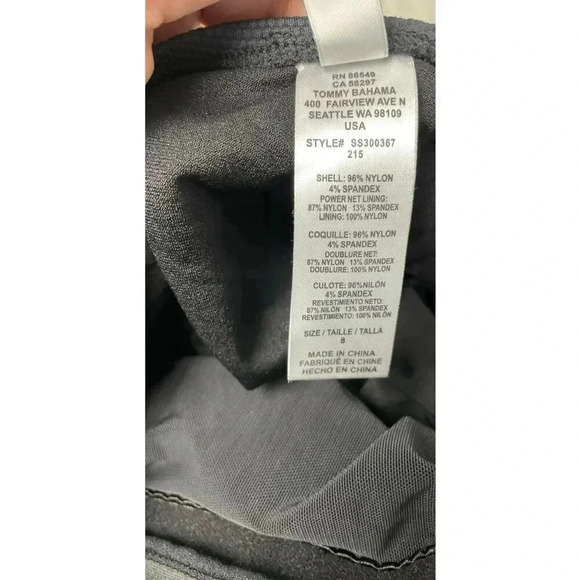 RN 86549
CA 58297
TOMMY BAHAMA
400 FAIRVIEW AVE N
SEATTLE WA 98109
USA
STYLE# SS300367
215
SHELL: 96% NYLON
4% SPANDEX
POWER NET LINING:
87% NYLON 13% SPANDEX
LINING: 100% NYLON
COQUILLE: 96% NYLON
4% SPANDEX
DOUBLURE NET:
87% NYLON 13% SPANDEX
DOUBLURE: 100% NYLON
CULOTE: 96%NILÓN
4% SPANDEX
REVESTIMIENTO NETO:
87% NILÓN 13% SPANDEX
REVESTIMIENTO: 100% NILÓN
SIZE / TAILLE / TALLA
8
MADE IN CHINA
FABRIQUÉ EN CHINE
HECHO EN CHINA